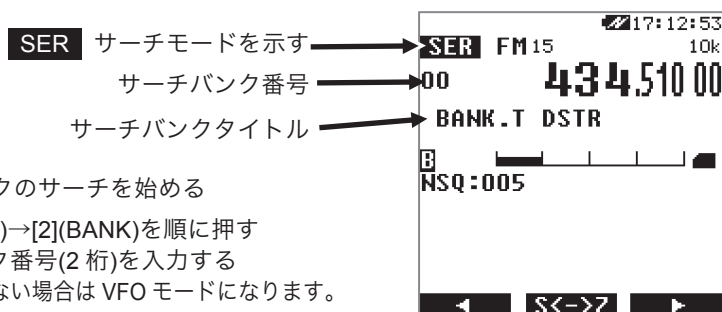 SER サーチモードを示す
サーチバンク番号
サーチバンクタイトル
クのサーチを始める
)→[2](BANK)を順に押す
ク番号(2 桁)を入力する
ない場合は VFO モードになります。
17:12:53
SER FM15 10k
00 434.510 00
BANK.T DSTR
B
NSQ:005
◀ S<->7 ▶